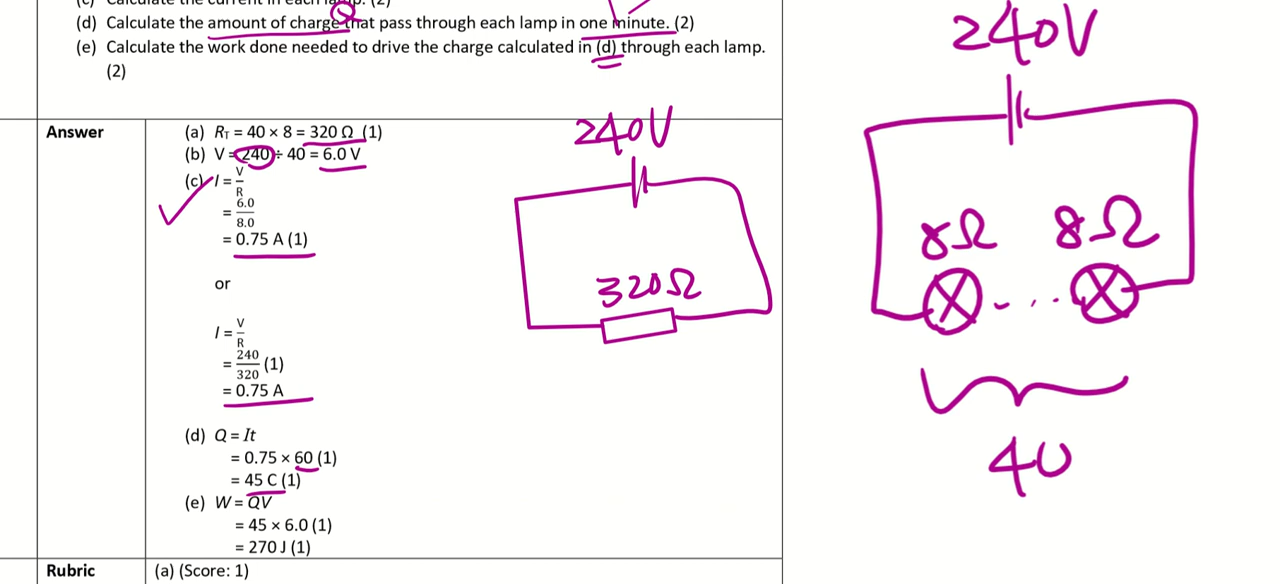 (d) Calculate the amount of charge that pass through each lamp in one minute. (2)
(e) Calculate the work done needed to drive the charge calculated in (d) through each lamp.
(2)
Answer
(a) RT = 40 × 8 = 320 Ω (1)
(b) V = 240 ÷ 40 = 6.0 V
(c) I = V/R
= 6.0/8.0
= 0.75 A (1)
or
I = V/R
= 240/320 (1)
= 0.75 A
(d) Q = It
= 0.75 × 60 (1)
= 45 C (1)
(e) W = QV
= 45 × 6.0 (1)
= 270 J (1)
Rubric
(a) (Score: 1)
Q
240V
320Ω
240V
8Ω 8Ω
...
40